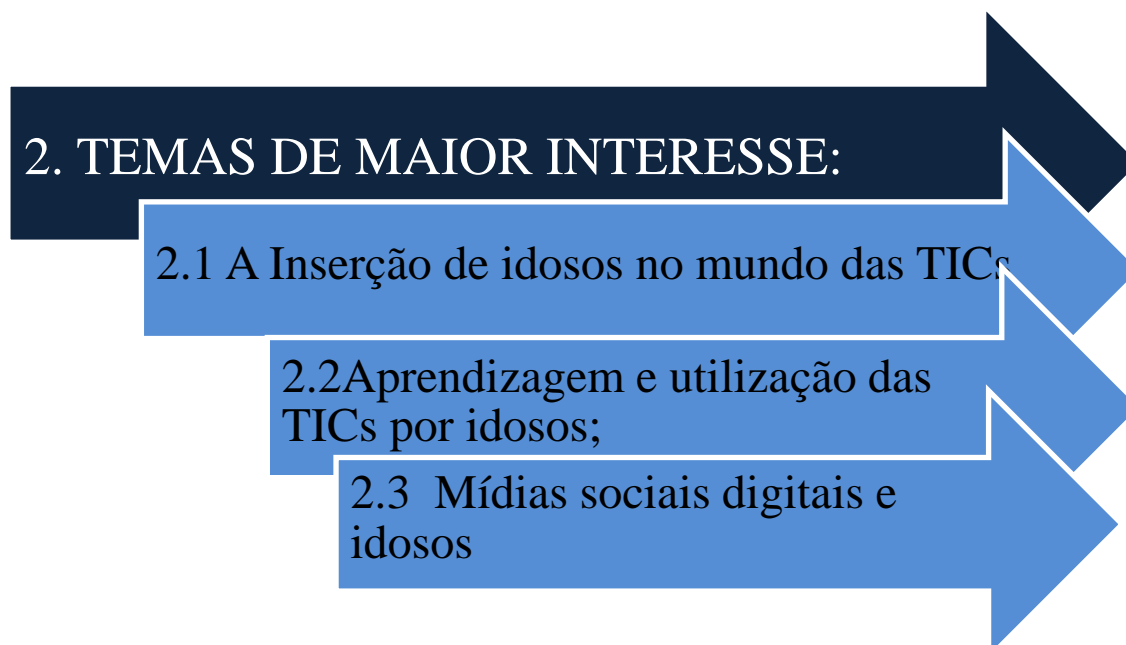 2. TEMAS DE MAIOR INTERESSE:
2.1 A Inserção de idosos no mundo das TICs
2.2Aprendizagem e utilização das
TICs por idosos;
2.3 Mídias sociais digitais e
idosos